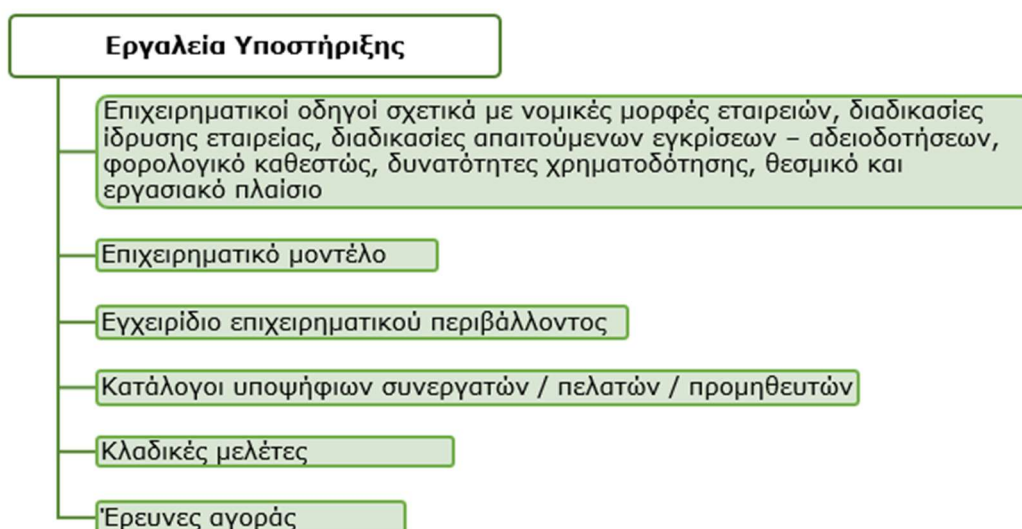 Εργαλεία Υποστήριξης
Επιχειρηματικοί οδηγοί σχετικά με νομικές μορφές εταιρειών, διαδικασίες
ίδρυσης εταιρείας, διαδικασίες απαιτούμενων εγκρίσεων – αδειοδοτήσεων,
φορολογικό καθεστώς, δυνατότητες χρηματοδότησης, θεσμικό και
εργασιακό πλαίσιο
Επιχειρηματικό μοντέλο
Εγχειρίδιο επιχειρηματικού περιβάλλοντος
Κατάλογοι υποψήφιων συνεργατών / πελατών / προμηθευτών
Κλαδικές μελέτες
Έρευνες αγοράς